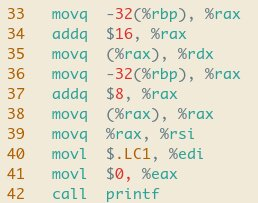 33 movq -32(%rbp), %rax
34 addq $16, %rax
35 movq (%rax), %rdx
36 movq -32(%rbp), %rax
37 addq $8, %rax
38 movq (%rax), %rax
39 movq %rax, %rsi
40 movl $.LC1, %edi
41 movl $0, %eax
42 call printf